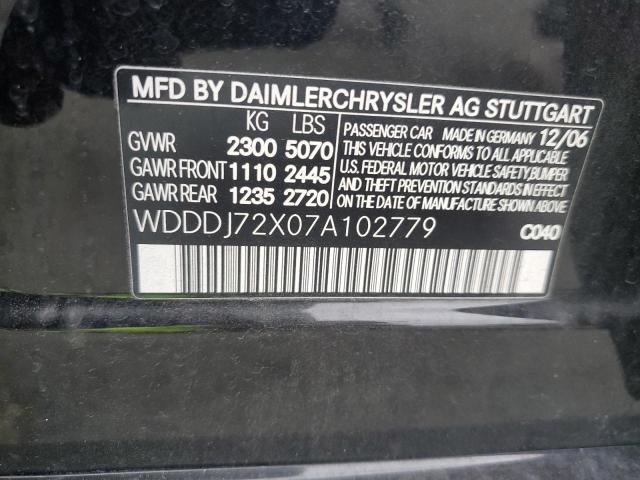 MFD BY DAIMLERCHRYSLER AG STUTTGART
KG LBS
GVWR 2300 5070
GAWR FRONT 1110 2445
GAWR REAR 1235 2720
PASSENGER CAR MADE IN GERMANY 12/06
THIS VEHICLE CONFORMS TO ALL APPLICABLE
U.S. FEDERAL MOTOR VEHICLE SAFETY, BUMPER
AND THEFT PREVENTION STANDARDS IN EFFECT
ON THE DATE OF MANUFACTURE SHOWN ABOVE.
WDDDJ72X07A102779
C040